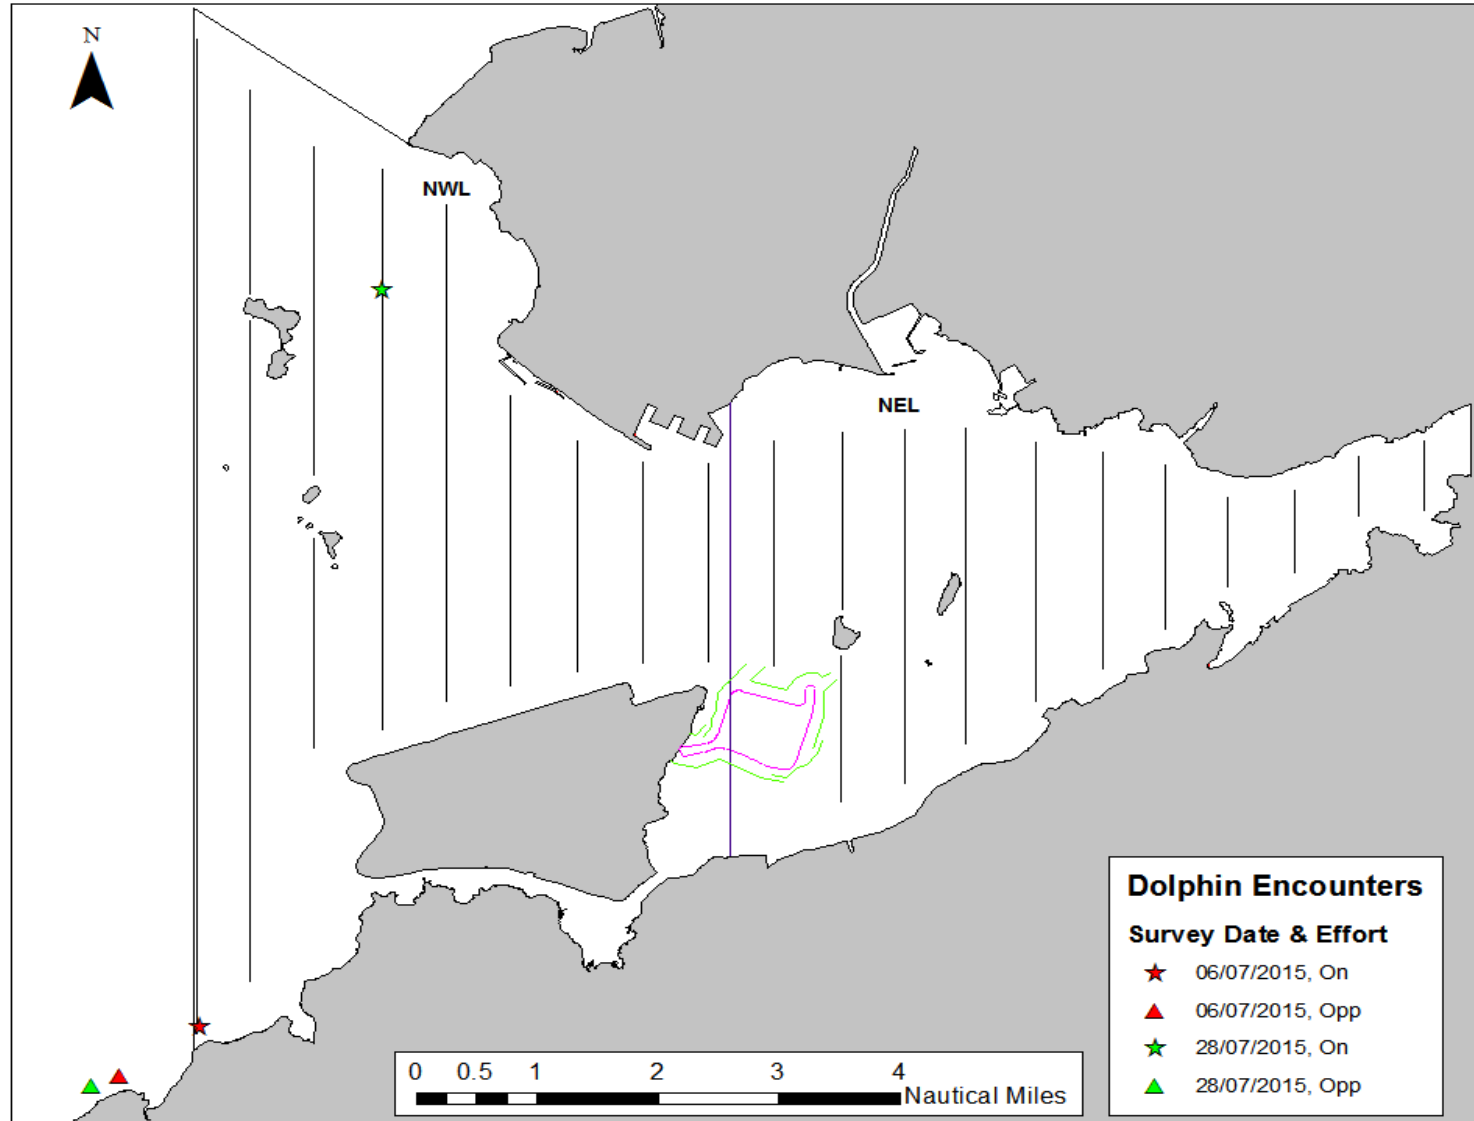 N
NWL
NEL
Dolphin Encounters
Survey Date & Effort
06/07/2015, On
06/07/2015, Opp
28/07/2015, On
28/07/2015, Opp
0 0.5 1 2 3 4
Nautical Miles